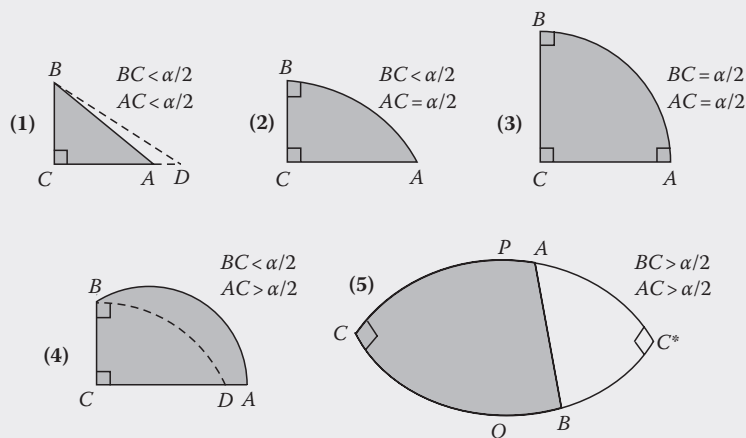 B
BC < α/2
AC < α/2
(1)
C
A
D
B
BC < α/2
AC = α/2
(2)
C
A
B
BC = α/2
AC = α/2
(3)
C
A
B
BC < α/2
AC > α/2
(4)
C
D
A
P
A
BC > α/2
AC > α/2
(5)
C
C*
B
Q